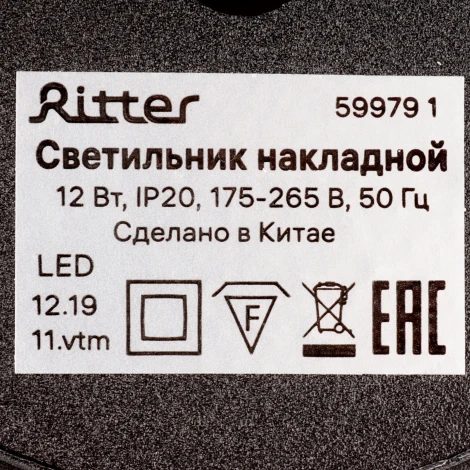 Ritter 59979 1
Светильник накладной
12 Вт, IP20, 175-265 В, 50 Гц
Сделано в Китае
LED
12.19
11.vtm
F
EAC